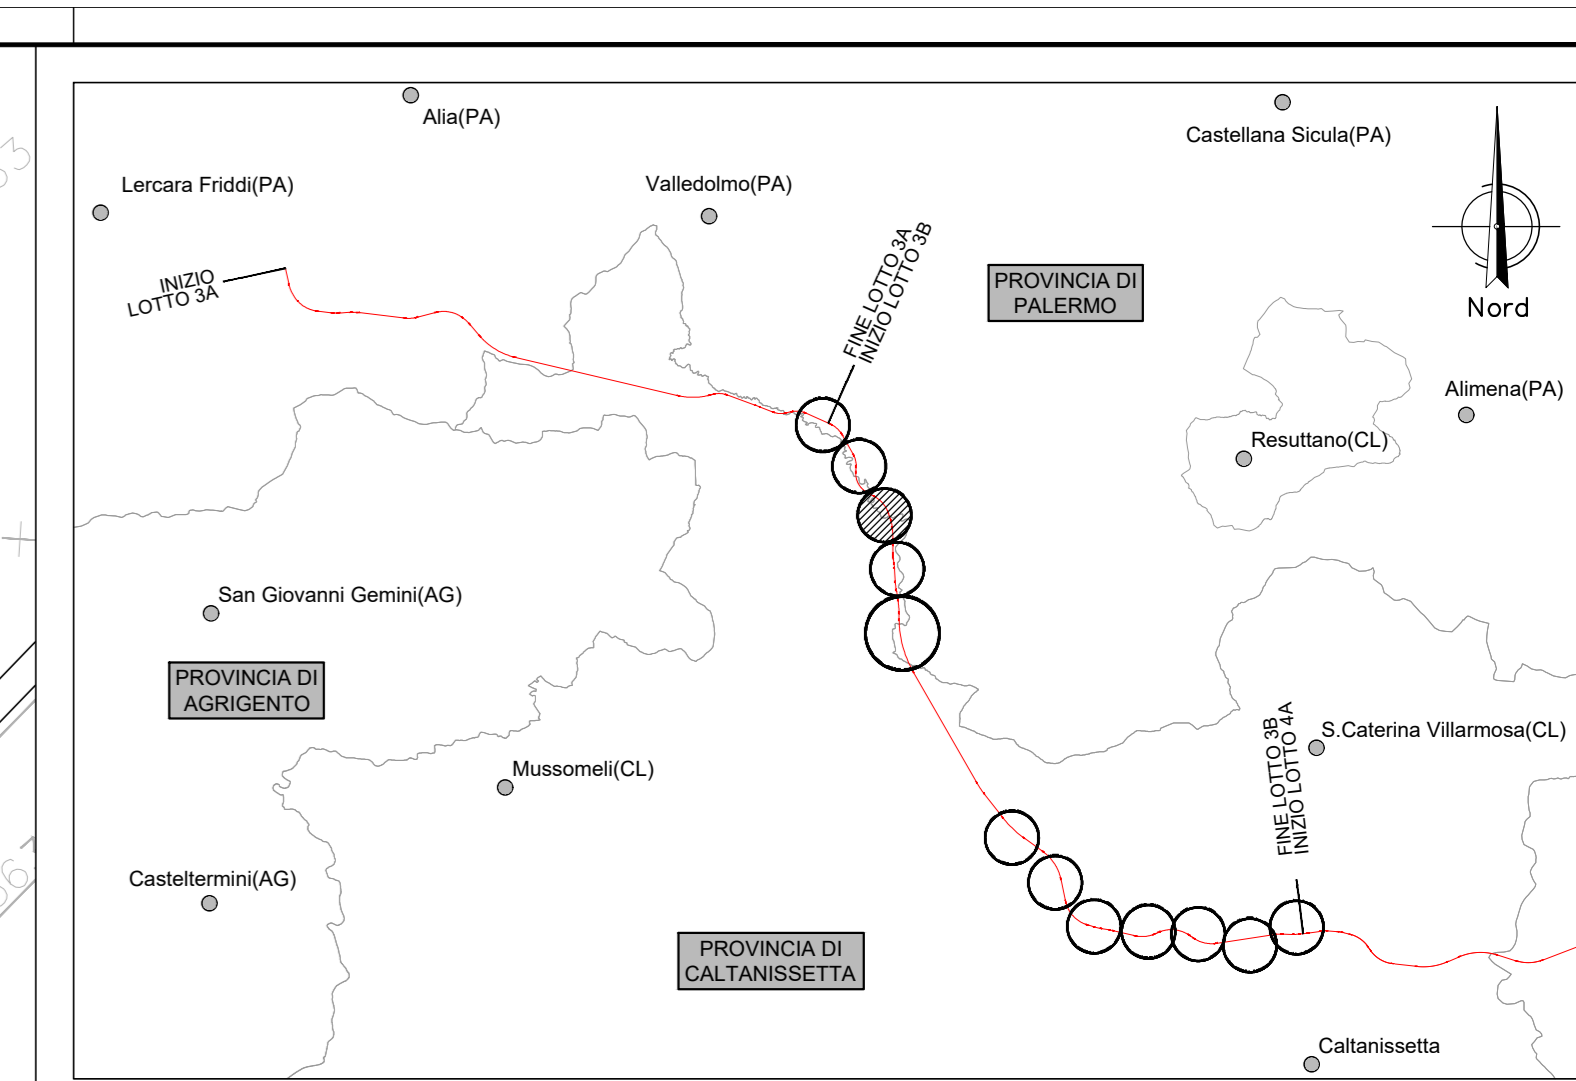 Alia(PA)
Castellana Sicula(PA)
Lercara Friddi(PA)
Valledolmo(PA)
INIZIO
LOTTO 3A
FINE LOTTO 3A
INIZIO LOTTO 3B
PROVINCIA DI
PALERMO
Nord
Alimena(PA)
Resuttano(CL)
San Giovanni Gemini(AG)
PROVINCIA DI
AGRIGENTO
Mussomeli(CL)
FINE LOTTO 3B
INIZIO LOTTO 4A
S.Caterina Villarmosa(CL)
Casteltermini(AG)
PROVINCIA DI
CALTANISSETTA
Caltanissetta